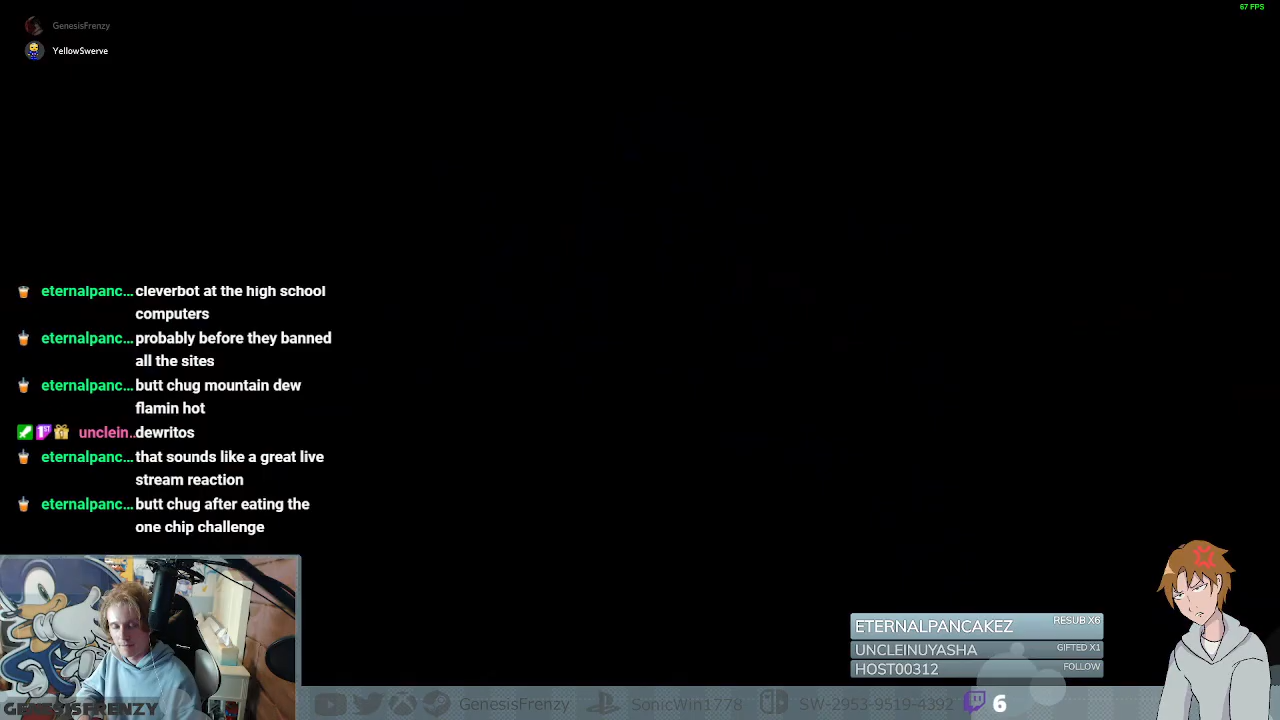 GenesisFrenzy
67 FPS
YellowSwerve
eternalpanc... cleverbot at the high school
computers
eternalpanc... probably before they banned
all the sites
eternalpanc... butt chug mountain dew
flamin hot
unclein.. dewritos
eternalpanc... that sounds like a great live
stream reaction
eternalpanc... butt chug after eating the
one chip challenge
ETERNALPANCAKEZ RESUB X6
UNCLEINUYASHA GIFTED X1
HOST00312 FOLLOW
GENESISFRENZY
GenesisFrenzy SonicWin1778 SW-2953-9519-4392 6